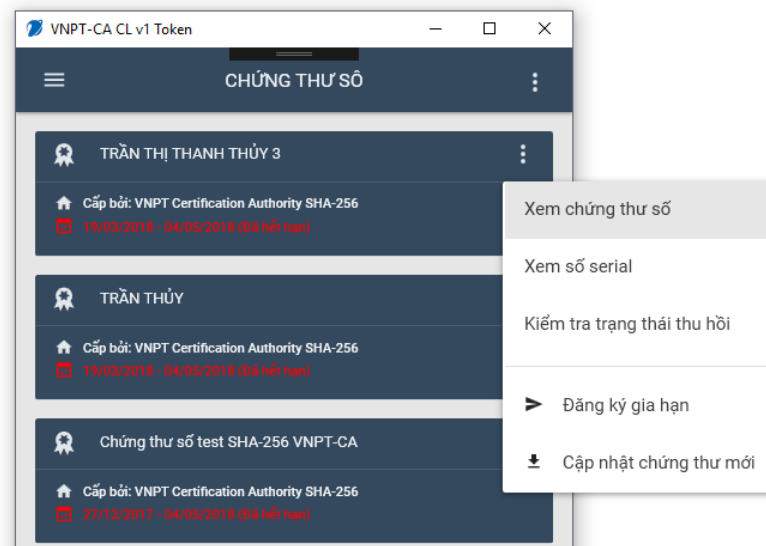 VNPT-CA CL v1 Token
CHỨNG THƯ SỐ
TRẦN THỊ THANH THỦY 3
Cấp bởi: VNPT Certification Authority SHA-256
19/03/2018 - 04/05/2018 (Đã hết hạn)
Xem chứng thư số
Xem số serial
Kiểm tra trạng thái thu hồi
Đăng ký gia hạn
Cập nhật chứng thư mới
TRẦN THỦY
Cấp bởi: VNPT Certification Authority SHA-256
19/03/2018 - 04/05/2018 (Đã hết hạn)
Chứng thư số test SHA-256 VNPT-CA
Cấp bởi: VNPT Certification Authority SHA-256
27/12/2017 - 04/05/2018 (Đã hết hạn)